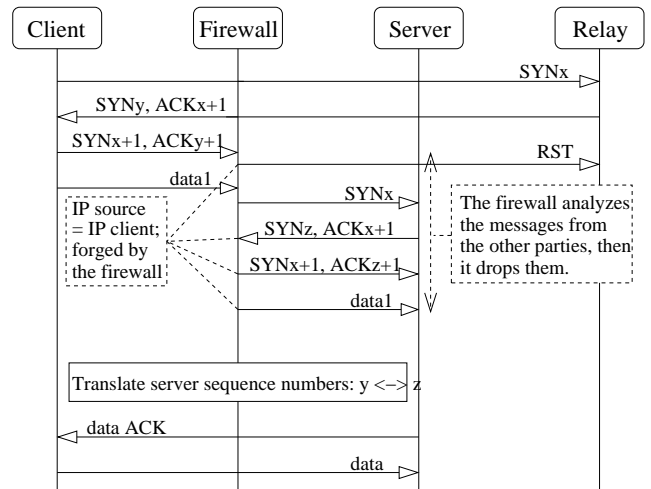 Client Firewall Server Relay
SYNx
SYNy, ACKx+1
SYNx+1, ACKy+1
RST
data1
SYNx
IP source
= IP client;
forged by
the firewall
The firewall analyzes
the messages from
the other parties, then
it drops them.
SYNz, ACKx+1
SYNx+1, ACKz+1
data1
Translate server sequence numbers: y <−> z
data ACK
data